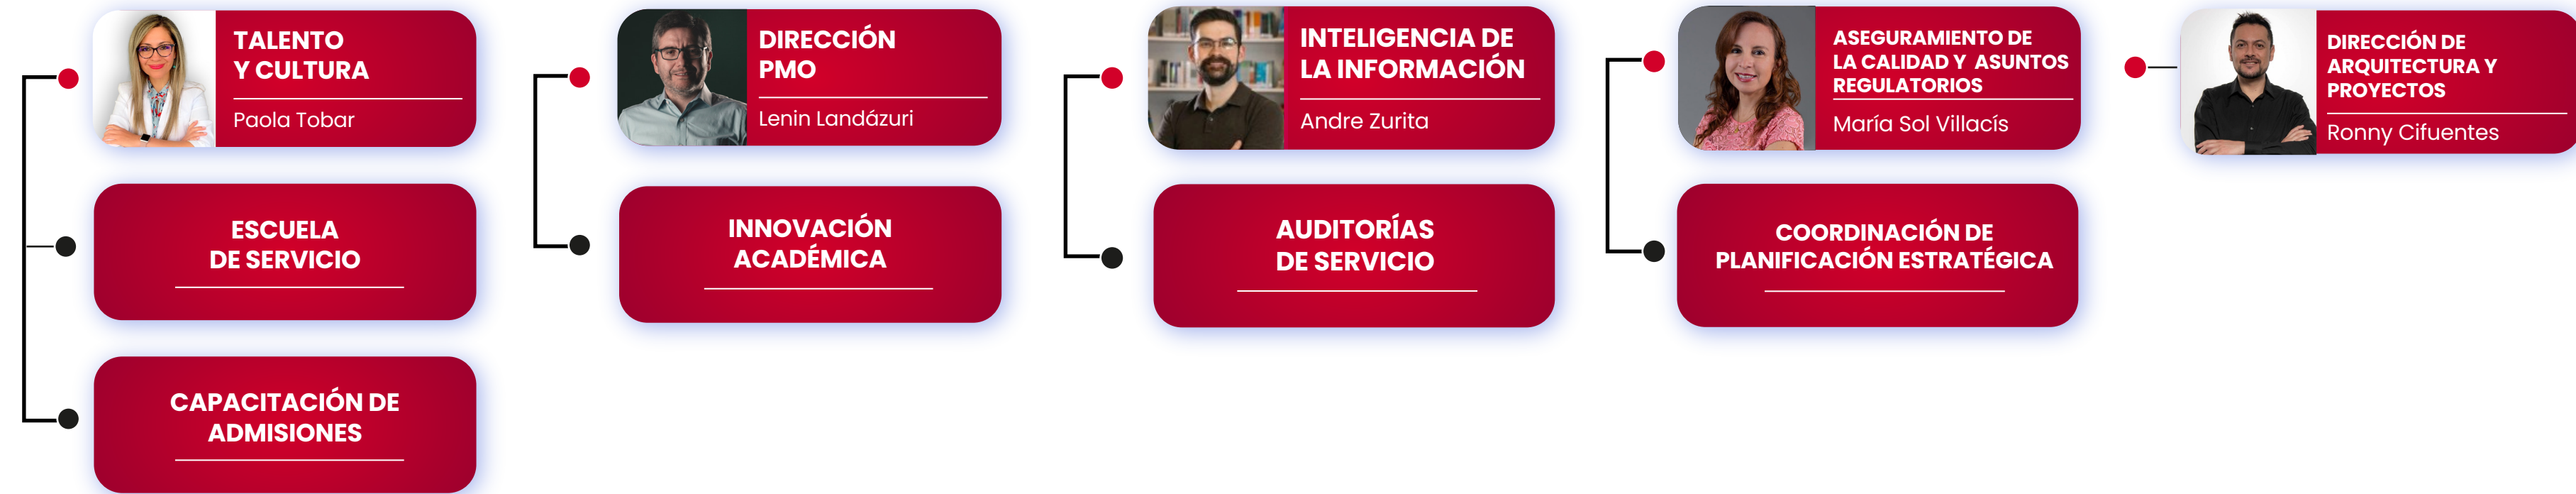 TALENTO
Y CULTURA
Paola Tobar
ESCUELA
DE SERVICIO
CAPACITACIÓN DE
ADMISIONES
DIRECCIÓN
PMO
Lenin Landázuri
INNOVACIÓN
ACADÉMICA
INTELIGENCIA DE
LA INFORMACIÓN
Andre Zurita
AUDITORÍAS
DE SERVICIO
ASEGURAMIENTO DE
LA CALIDAD Y ASUNTOS
REGULATORIOS
María Sol Villacís
COORDINACIÓN DE
PLANIFICACIÓN ESTRATÉGICA
DIRECCIÓN DE
ARQUITECTURA Y
PROYECTOS
Ronny Cifuentes